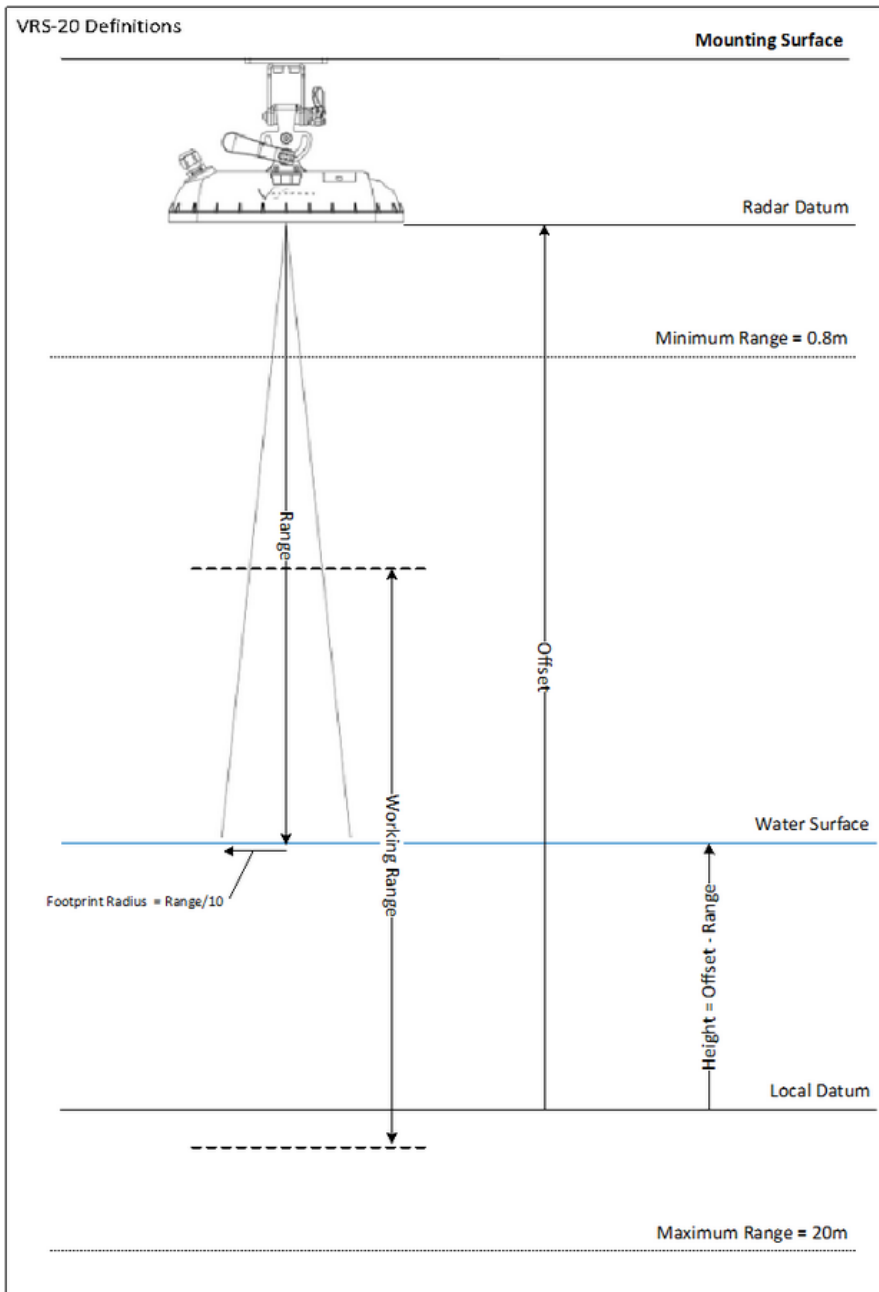 VRS-20 Definitions
Mounting Surface
Radar Datum
Minimum Range = 0.8m
Range
Offset
Working Range
Water Surface
Footprint Radius = Range/10
Height = Offset - Range
Local Datum
Maximum Range = 20m